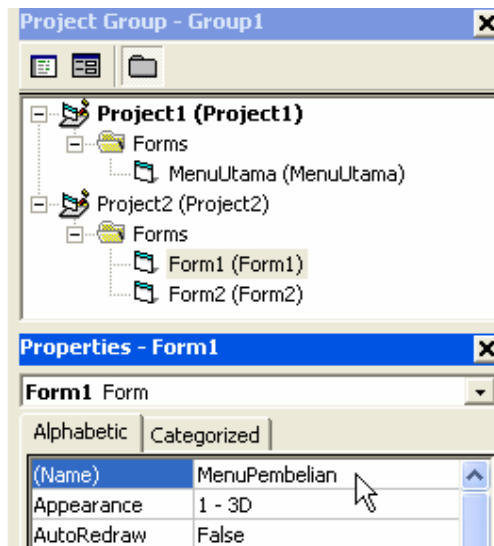 Project Group - Group1
Project1 (Project1)
Forms
MenuUtama (MenuUtama)
Project2 (Project2)
Forms
Form1 (Form1)
Form2 (Form2)
Properties - Form1
Form1 Form
Alphabetic Categorized
(Name) MenuPembelian
Appearance 1 - 3D
AutoRedraw False